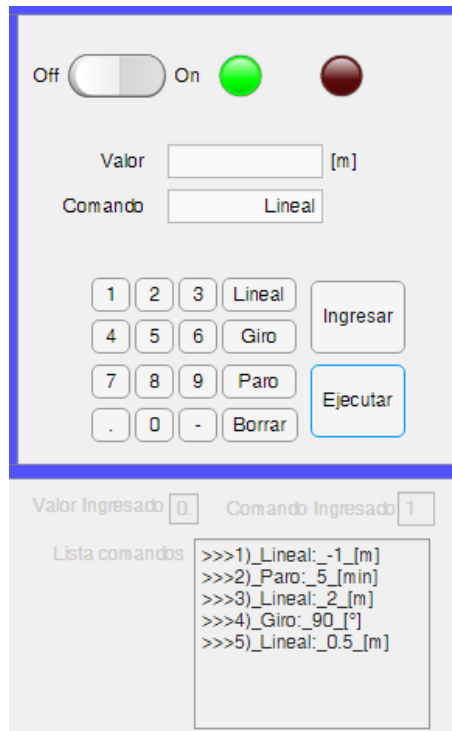 Off On
Valor [m]
Comando Lineal
1 2 3 Lineal
Ingresar
4 5 6 Giro
7 8 9 Paro
Ejecutar
. 0 - Borrar
Valor Ingresado 0. Comando Ingresado 1
Lista comandos
>>>1)_Lineal:_-1_[m]
>>>2)_Paro:_5_[min]
>>>3)_Lineal:_2_[m]
>>>4)_Giro:_90_[°]
>>>5)_Lineal:_0.5_[m]